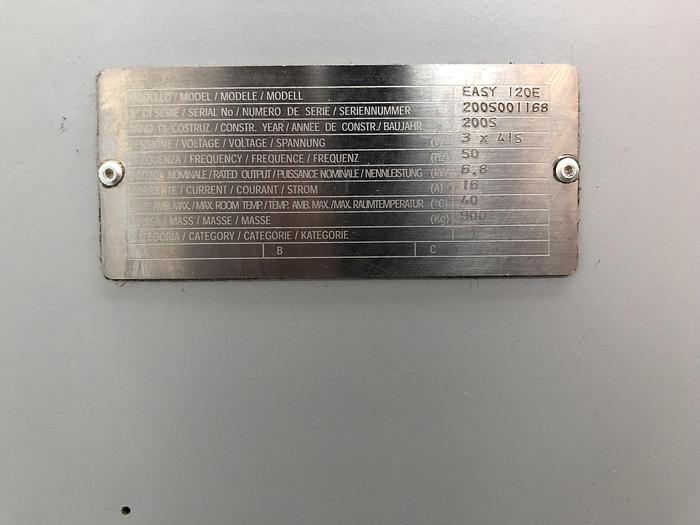 MODELLO / MODEL / MODELE / MODELL EASY 120E
N° DI SERIE / SERIAL No / NUMERO DE SERIE / SERIENNUMMER 2005001168
ANNO DI COSTRUZ. / CONSTR. YEAR / ANNEE DE CONSTR. / BAUJAHR 2005
TENSIONE / VOLTAGE / VOLTAGE / SPANNUNG (V) 3 x 415
FREQUENZA / FREQUENCY / FREQUENCE / FREQUENZ (Hz) 50
POTENZA NOMINALE / RATED OUTPUT / PUISSANCE NOMINALE / NENNLEISTUNG (kW) 6,8
CORRENTE / CURRENT / COURANT / STROM (A) 16
TEMP. AMB. MAX. / MAX. ROOM TEMP. / TEMP. AMB. MAX. / MAX. RAUMTEMPERATUR (°C) 40
MASSA / MASS / MASSE / MASSE (Kg) 900
CATEGORIA / CATEGORY / CATEGORIE / KATEGORIE
A B C